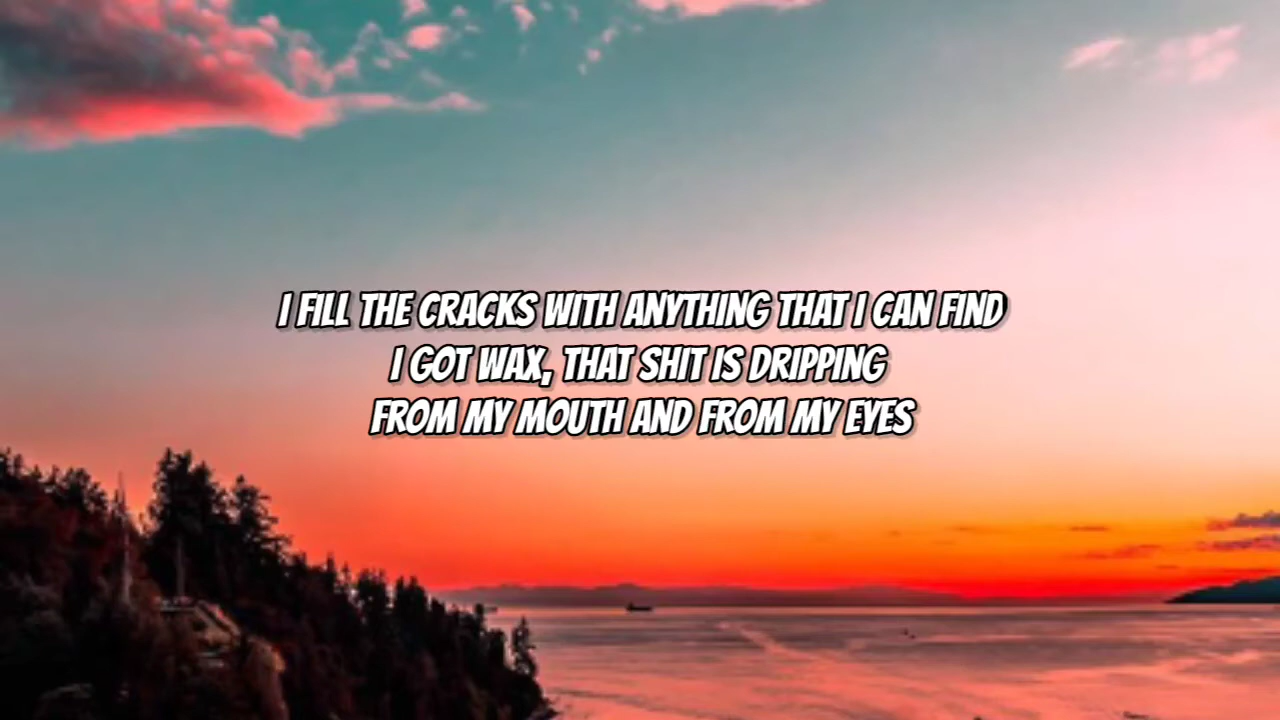 I FILL THE CRACKS WITH ANYTHING THAT I CAN FIND
I GOT WAX, THAT SHIT IS DRIPPING
FROM MY MOUTH AND FROM MY EYES